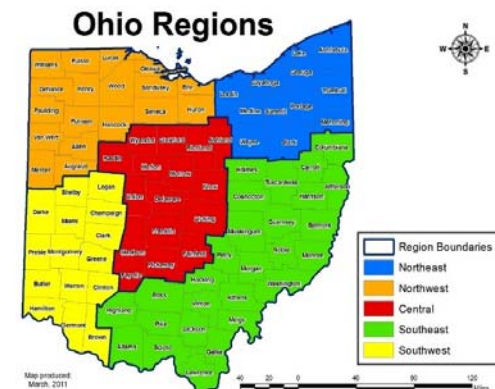 Ohio Regions
N
W
E
S
Williams
Fulton
Lucas
Ottawa
Lake
Ashtabula
Geauga
Cuyahoga
Defiance
Henry
Wood
Sandusky
Erie
Lorain
Trumbull
Portage
Paulding
Seneca
Huron
Medina
Summit
Putnam
Hancock
Mahoning
Van Wert
Allen
Wyandot
Crawford
Richland
Ashland
Wayne
Stark
Columbiana
Hardin
Mercer
Auglaize
Marion
Morrow
Holmes
Carroll
Shelby
Logan
Knox
Tuscarawas
Jefferson
Union
Delaware
Coshocton
Harrison
Darke
Miami
Champaign
Licking
Guernsey
Belmont
Clark
Franklin
Muskingum
Preble
Montgomery
Greene
Madison
Fairfield
Perry
Noble
Monroe
Fayette
Pickaway
Morgan
Butler
Warren
Clinton
Hocking
Washington
Ross
Athens
Hamilton
Highland
Vinton
Clermont
Meigs
Brown
Pike
Jackson
Adams
Scioto
Gallia
Lawrence
Region Boundaries
Northeast
Northwest
Central
Southeast
Southwest
Map produced:
March, 2011
40 20 0 40 80 120
Miles